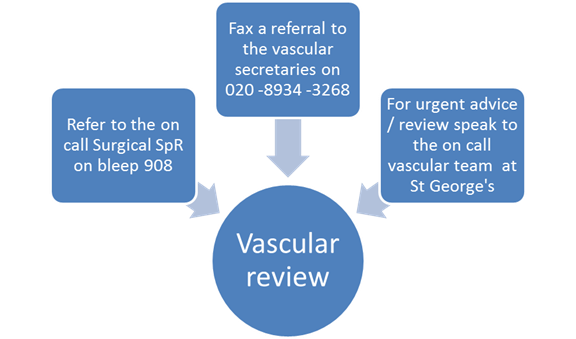 Fax a referral to
the vascular
secretaries on
020 -8934 -3268
Refer to the on
call Surgical SpR
on bleep 908
For urgent advice
/ review speak to
the on call
vascular team  at
St George's
Vascular
review